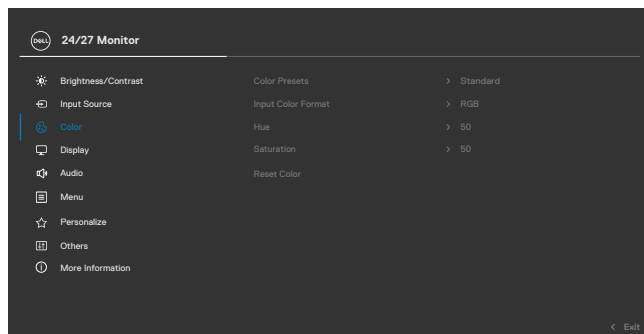 DELL
24/27 Monitor
Brightness/Contrast
Color Presets > Standard
Input Source
Input Color Format > RGB
Color
Hue > 50
Display
Saturation > 50
Audio
Reset Color
Menu
Personalize
Others
More Information
< Exit